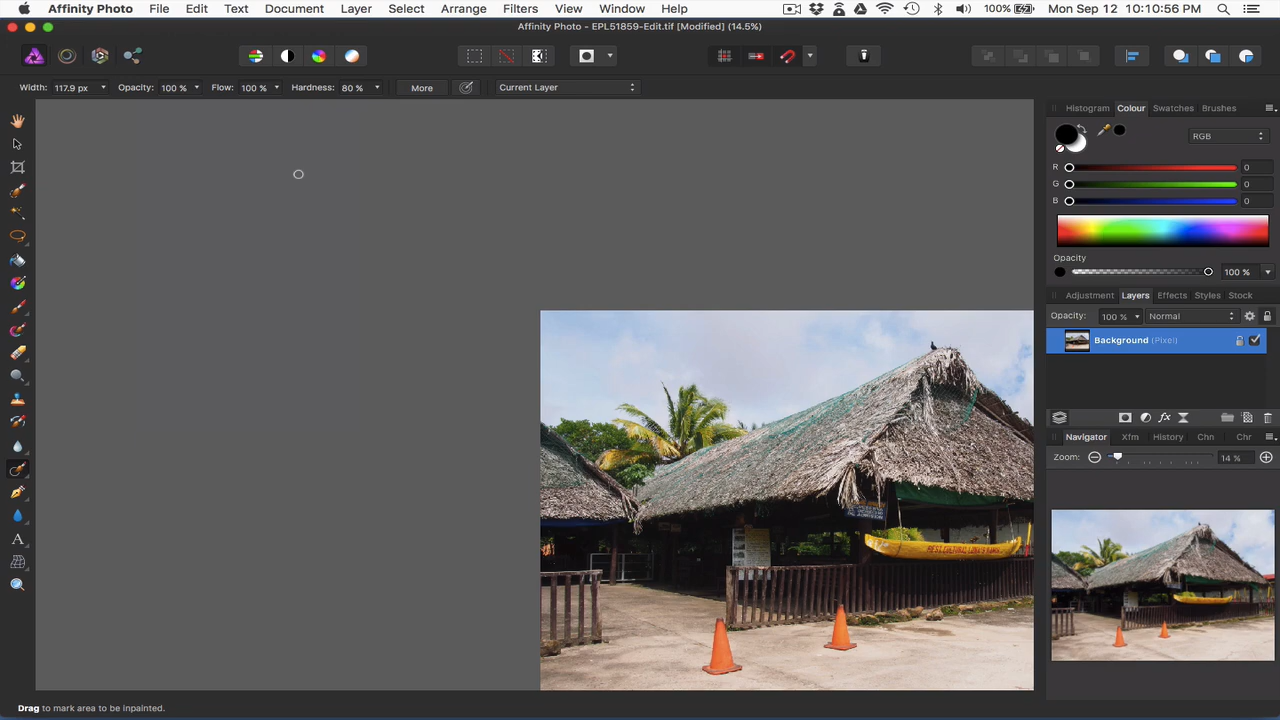 Affinity Photo File Edit Text Document Layer Select Arrange Filters View Window Help 100% Mon Sep 12 10:10:56 PM
Affinity Photo - EPL51859-Edit.tif [Modified] (14.5%)
Width: 117.9 px Opacity: 100 % Flow: 100 % Hardness: 80 % More Current Layer
Histogram Colour Swatches Brushes
RGB
R 0
G 0
B 0
Opacity
100 %
Adjustment Layers Effects Styles Stock
Opacity: 100 % Normal
Background (Pixel)
fx
Navigator Xfm History Chn Chr
Zoom: 14 %
A
Drag to mark area to be inpainted.